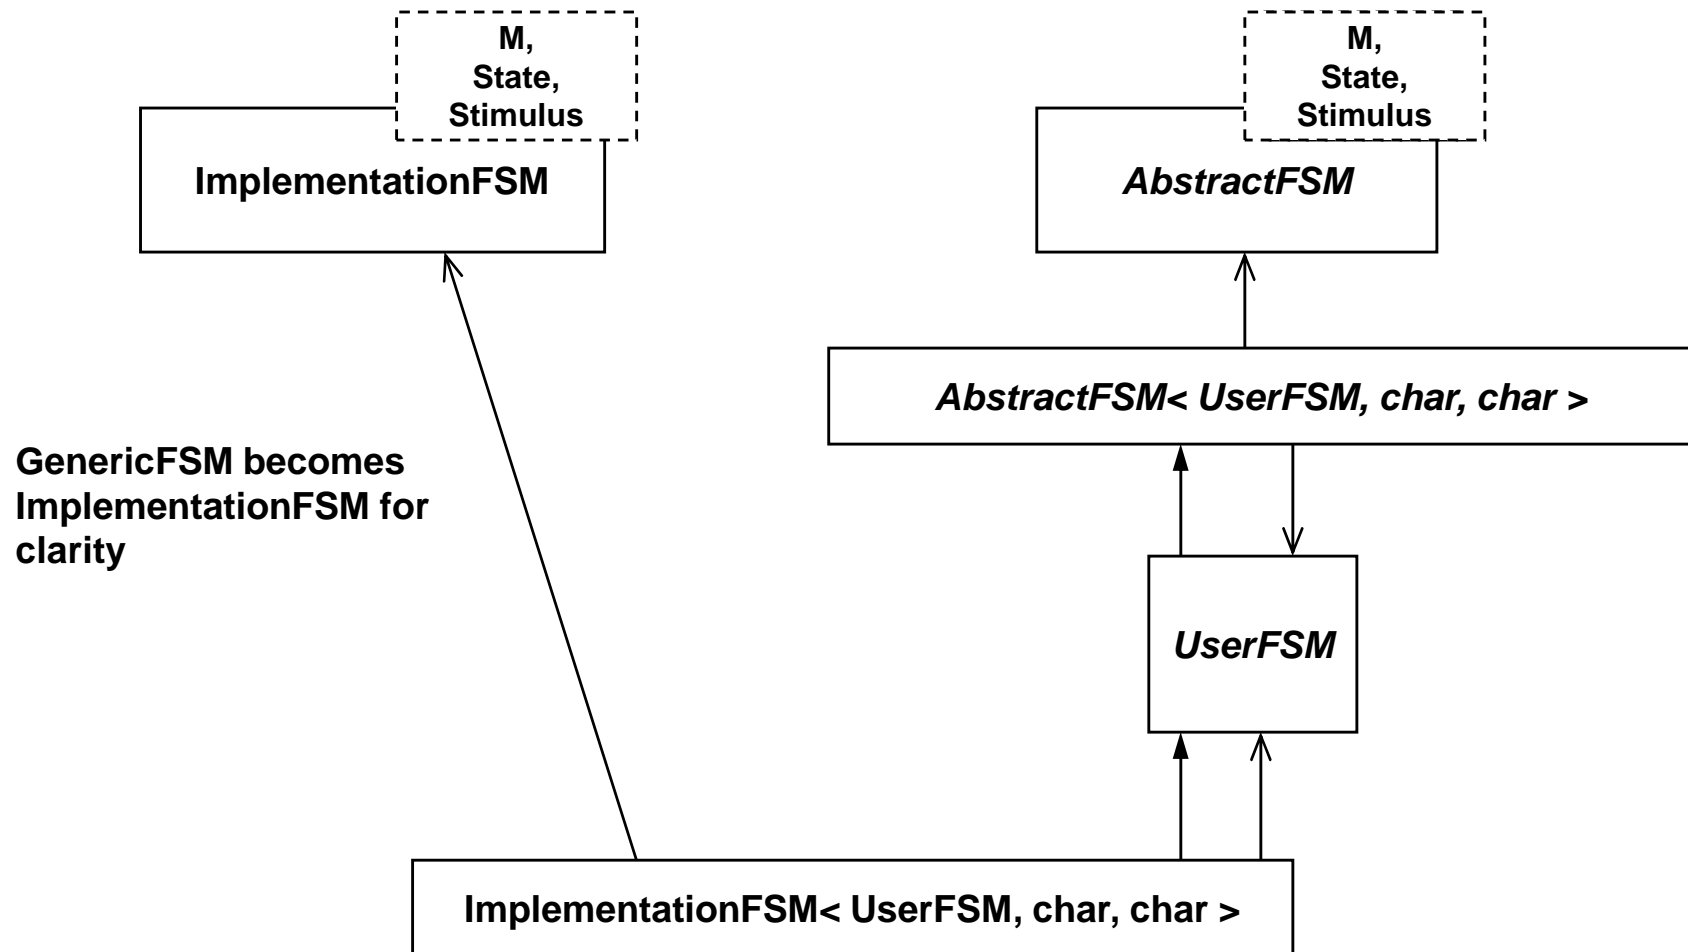 M,
State,
Stimulus
ImplementationFSM
M,
State,
Stimulus
AbstractFSM
AbstractFSM< UserFSM, char, char >
GenericFSM becomes
ImplementationFSM for
clarity
UserFSM
ImplementationFSM< UserFSM, char, char >